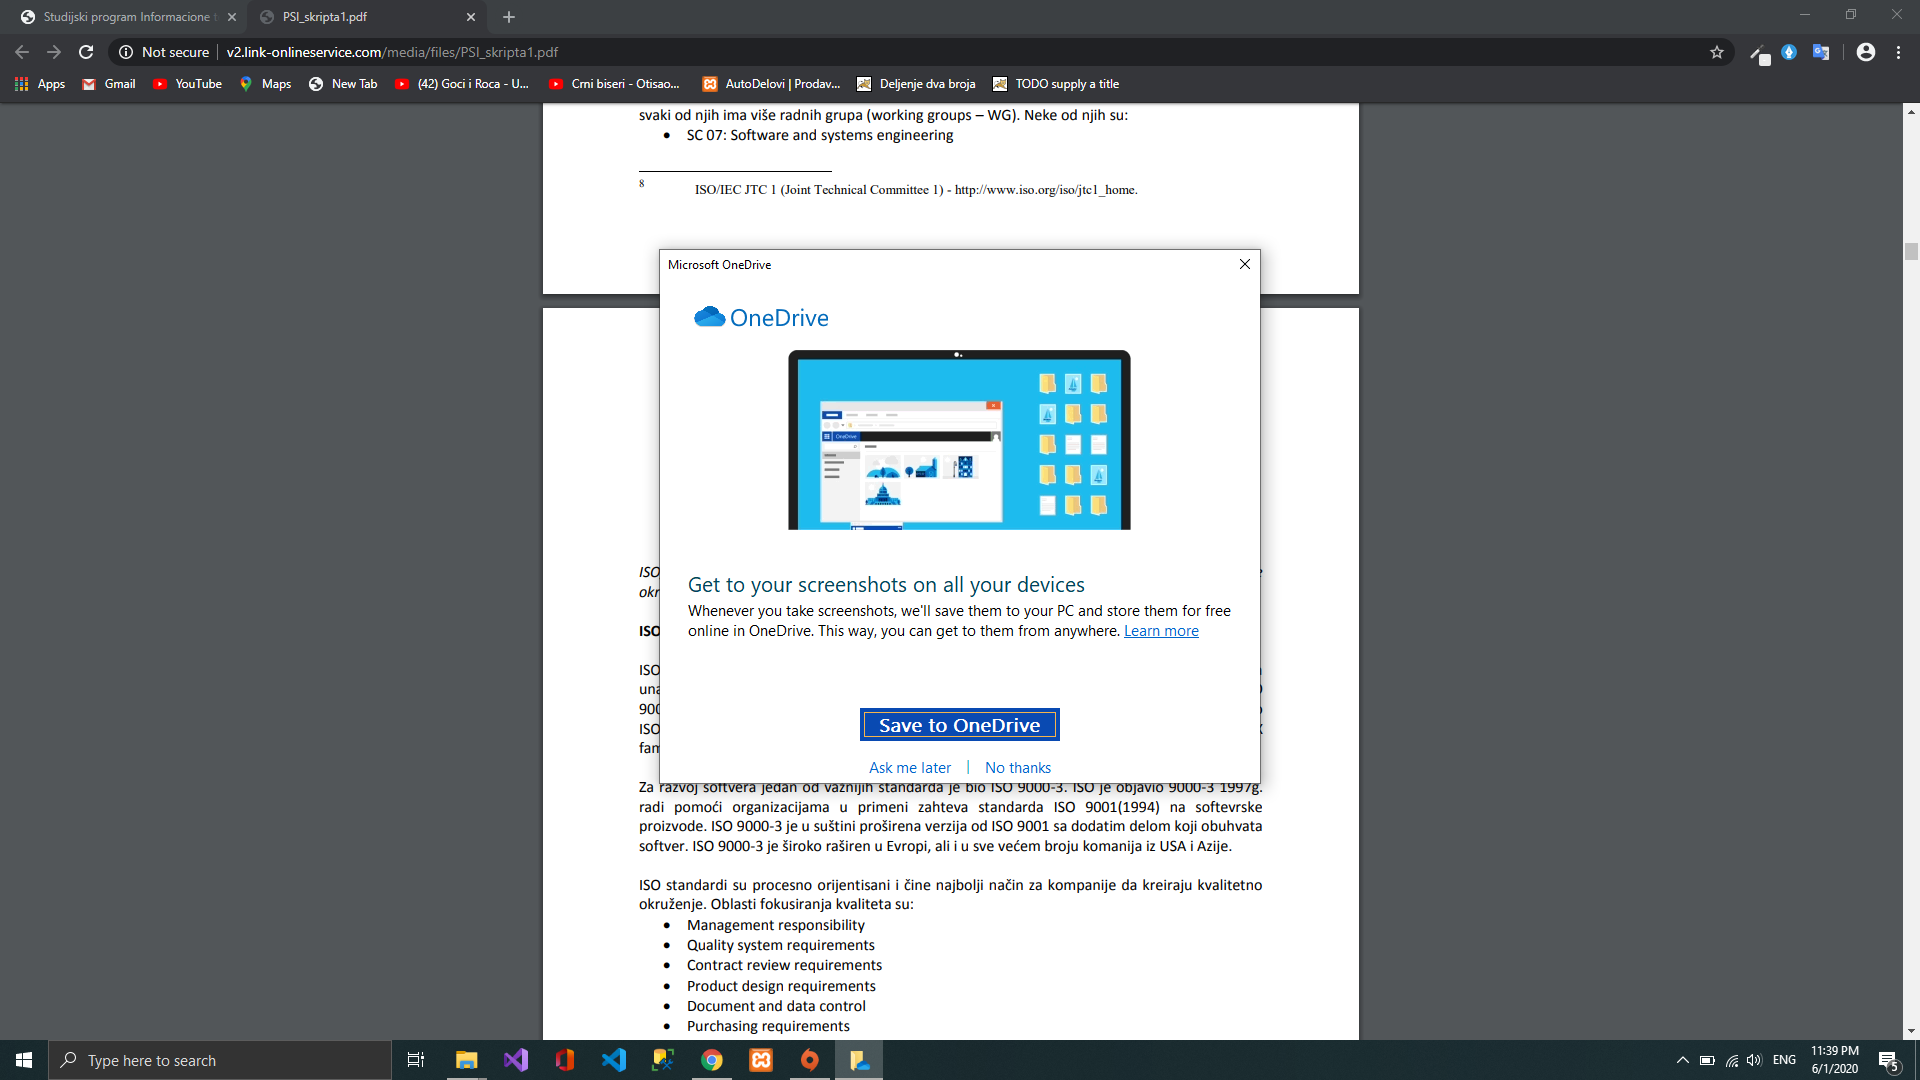 Studijski program Informacione t
PSI_skripta1.pdf
Not secure | v2.link-onlineservice.com/media/files/PSI_skripta1.pdf
Apps
Gmail
YouTube
Maps
New Tab
(42) Goci i Roca - U...
Crni biseri - Otisao...
AutoDelovi | Prodav...
Deljenje dva broja
TODO supply a title
svaki od njih ima više radnih grupa (working groups – WG). Neke od njih su:
• SC 07: Software and systems engineering
8 ISO/IEC JTC 1 (Joint Technical Committee 1) - http://www.iso.org/iso/jtc1_home.
Microsoft OneDrive
OneDrive
OneDrive
Get to your screenshots on all your devices
Whenever you take screenshots, we'll save them to your PC and store them for free
online in OneDrive. This way, you can get to them from anywhere. Learn more
Save to OneDrive
Ask me later | No thanks
ISO
okr
ISO
ISO
una
900
ISO
fam
Za razvoj softvera jedan od važnijih standarda je bio ISO 9000-3. ISO je objavio 9000-3 1997g.
radi pomoći organizacijama u primeni zahteva standarda ISO 9001(1994) na softevrske
proizvode. ISO 9000-3 je u suštini proširena verzija od ISO 9001 sa dodatim delom koji obuhvata
softver. ISO 9000-3 je široko raširen u Evropi, ali i u sve većem broju komanija iz USA i Azije.
ISO standardi su procesno orijentisani i čine najbolji način za kompanije da kreiraju kvalitetno
okruženje. Oblasti fokusiranja kvaliteta su:
• Management responsibility
• Quality system requirements
• Contract review requirements
• Product design requirements
• Document and data control
• Purchasing requirements
Type here to search
ENG
11:39 PM
6/1/2020
5